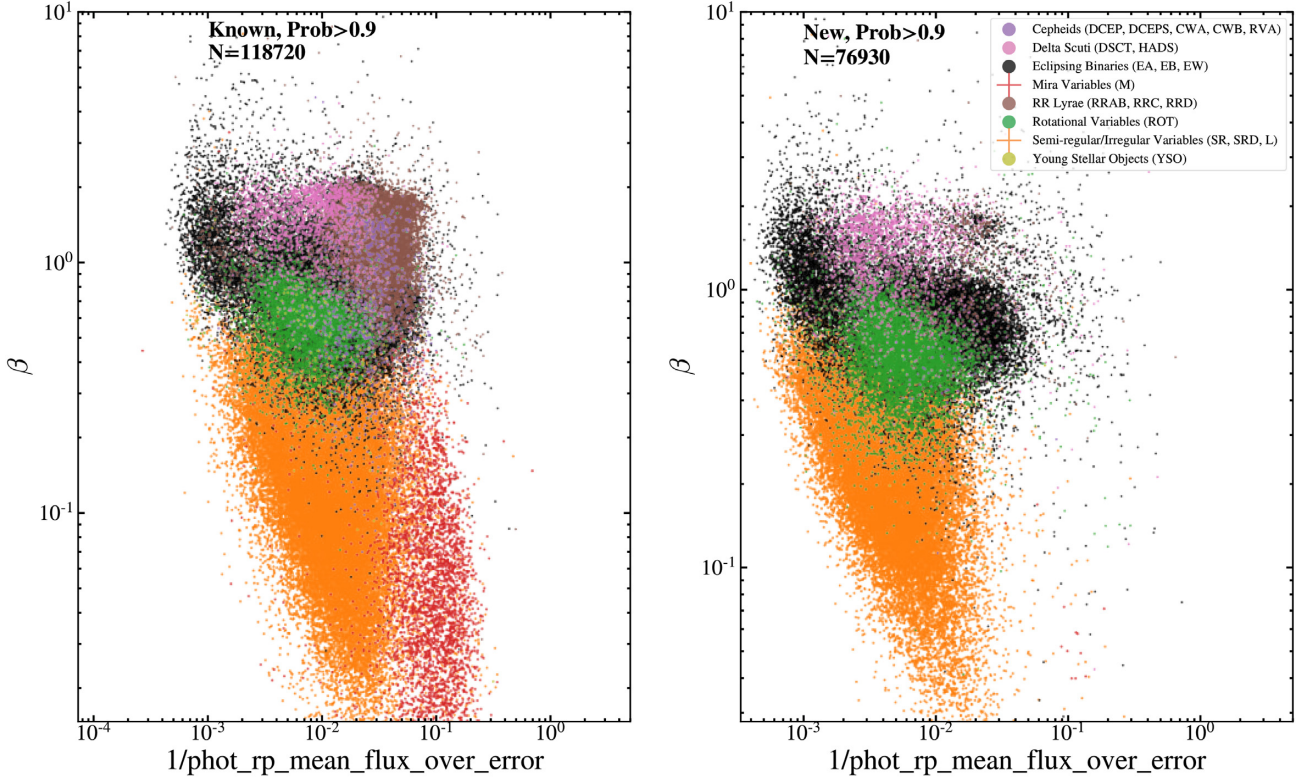 Known, Prob>0.9
N=118720
10^1
10^0
10^-1
β
10^-4
10^-3
10^-2
10^-1
10^0
1/phot_rp_mean_flux_over_error
New, Prob>0.9
N=76930
Cepheids (DCEP, DCEPS, CWA, CWB, RVA)
Delta Scuti (DSCT, HADS)
Eclipsing Binaries (EA, EB, EW)
Mira Variables (M)
RR Lyrae (RRAB, RRC, RRD)
Rotational Variables (ROT)
Semi-regular/Irregular Variables (SR, SRD, L)
Young Stellar Objects (YSO)
10^1
10^0
10^-1
β
10^-3
10^-2
10^-1
10^0
1/phot_rp_mean_flux_over_error